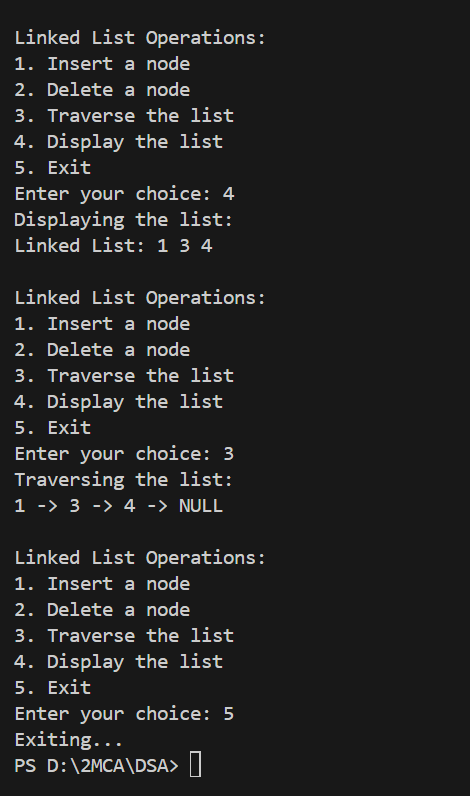 Linked List Operations:
1. Insert a node
2. Delete a node
3. Traverse the list
4. Display the list
5. Exit
Enter your choice: 4
Displaying the list:
Linked List: 1 3 4
Linked List Operations:
1. Insert a node
2. Delete a node
3. Traverse the list
4. Display the list
5. Exit
Enter your choice: 3
Traversing the list:
1 -> 3 -> 4 -> NULL
Linked List Operations:
1. Insert a node
2. Delete a node
3. Traverse the list
4. Display the list
5. Exit
Enter your choice: 5
Exiting...
PS D:\2MCA\DSA>